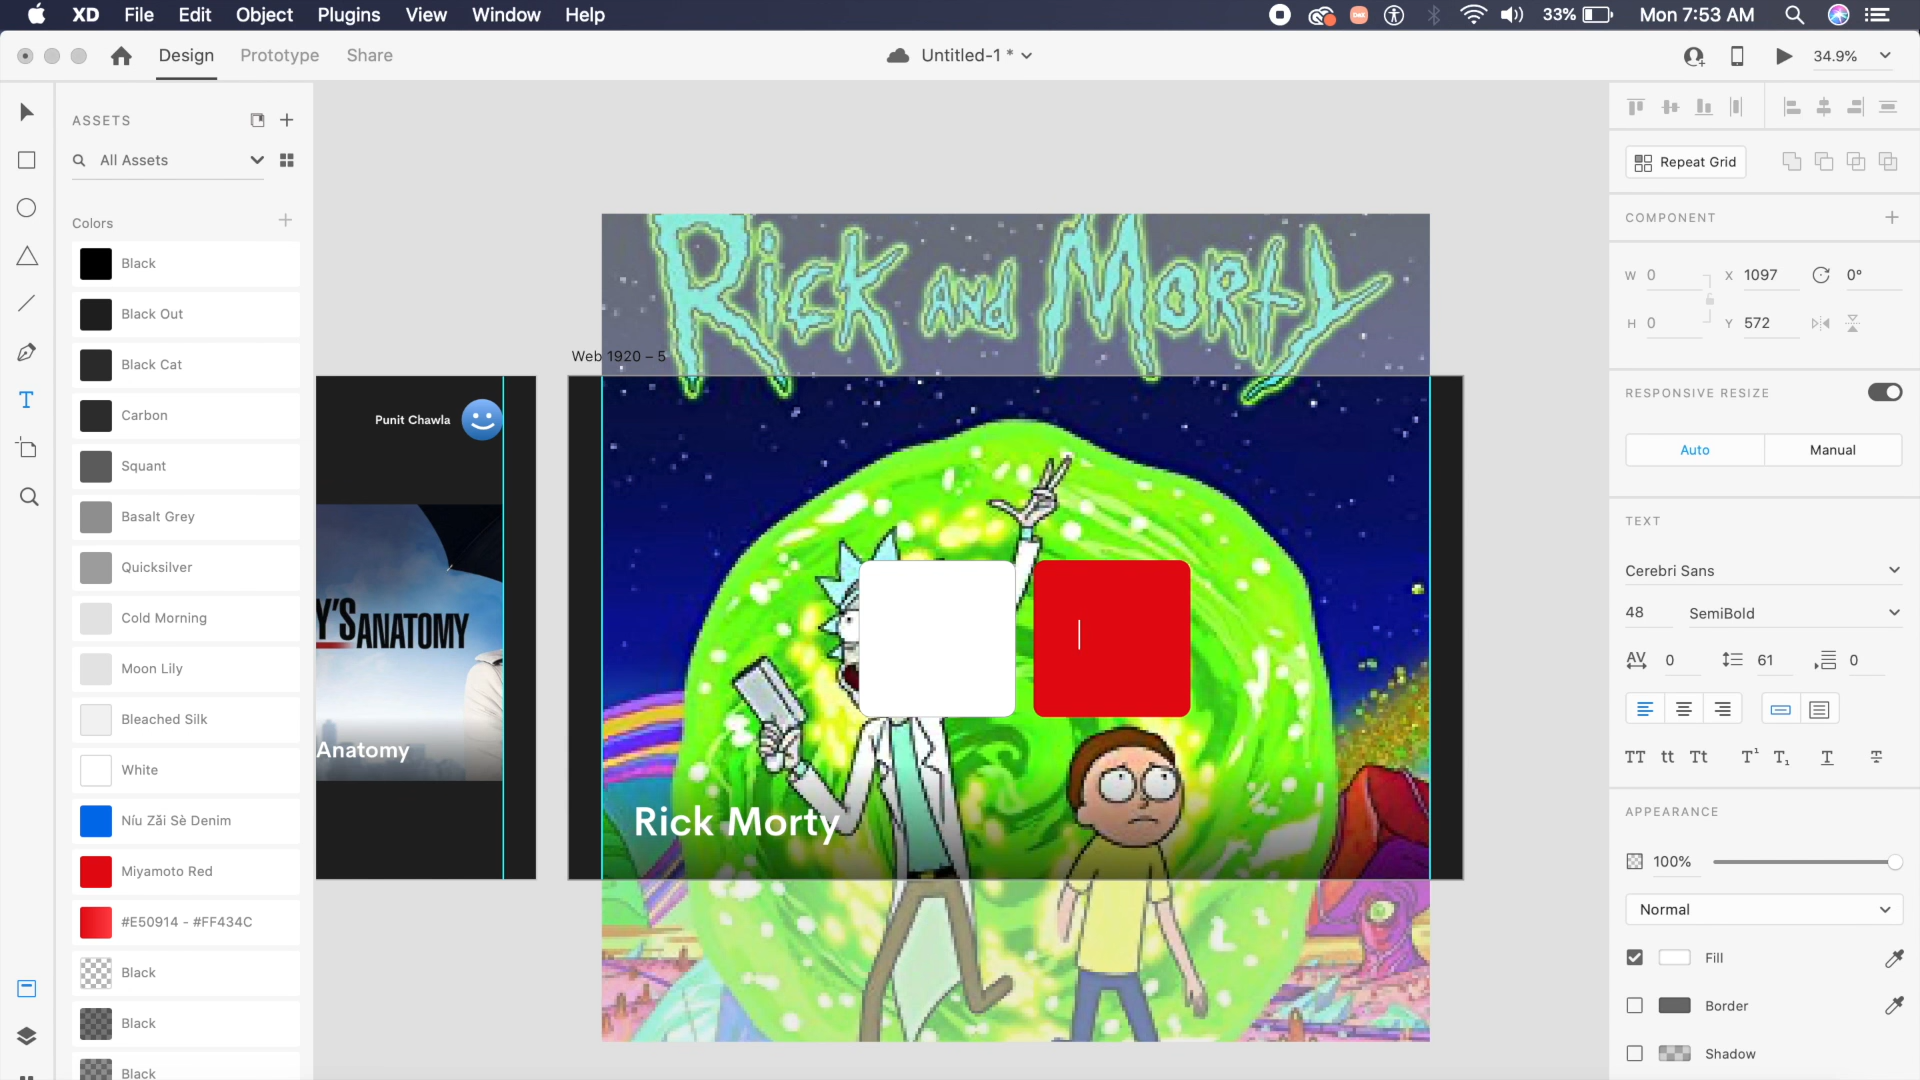 XD File Edit Object Plugins View Window Help
33% Mon 7:53 AM
Design Prototype Share
Untitled-1 *
34.9%
ASSETS
All Assets
Colors
Black
Black Out
Black Cat
Carbon
Squant
Basalt Grey
Quicksilver
Cold Morning
Moon Lily
Bleached Silk
White
Níu Zǎi Sè Denim
Miyamoto Red
#E50914 - #FF434C
Black
Black
Black
RICK AND MORTY
Web 1920 – 5
Punit Chawla
Y'S ANATOMY
Anatomy
Rick Morty
Repeat Grid
COMPONENT
W 0 X 1097 0°
H 0 Y 572
RESPONSIVE RESIZE
Auto Manual
TEXT
Cerebri Sans
48 SemiBold
AV 0 61 0
TT tt Tt T¹ T₁ T T
APPEARANCE
100%
Normal
Fill
Border
Shadow